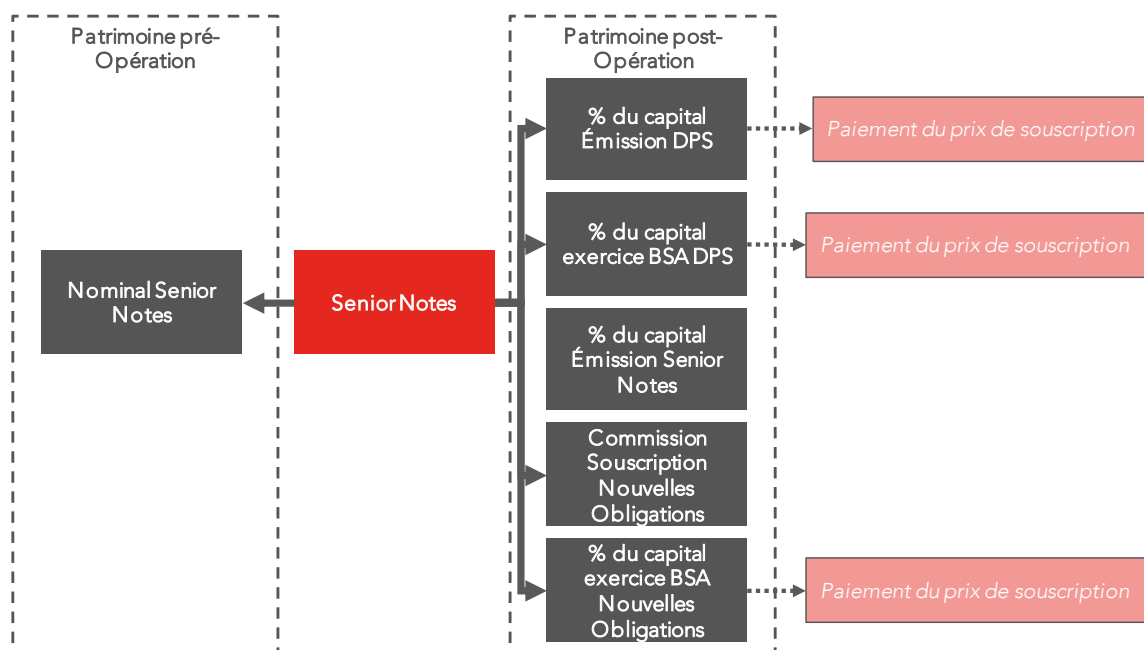 Patrimoine pré-
Opération
Patrimoine post-
Opération
Nominal Senior
Notes
Senior Notes
% du capital
Émission DPS
Paiement du prix de souscription
% du capital
exercice BSA DPS
Paiement du prix de souscription
% du capital
Émission Senior
Notes
Commission
Souscription
Nouvelles
Obligations
% du capital
exercice BSA
Nouvelles
Obligations
Paiement du prix de souscription